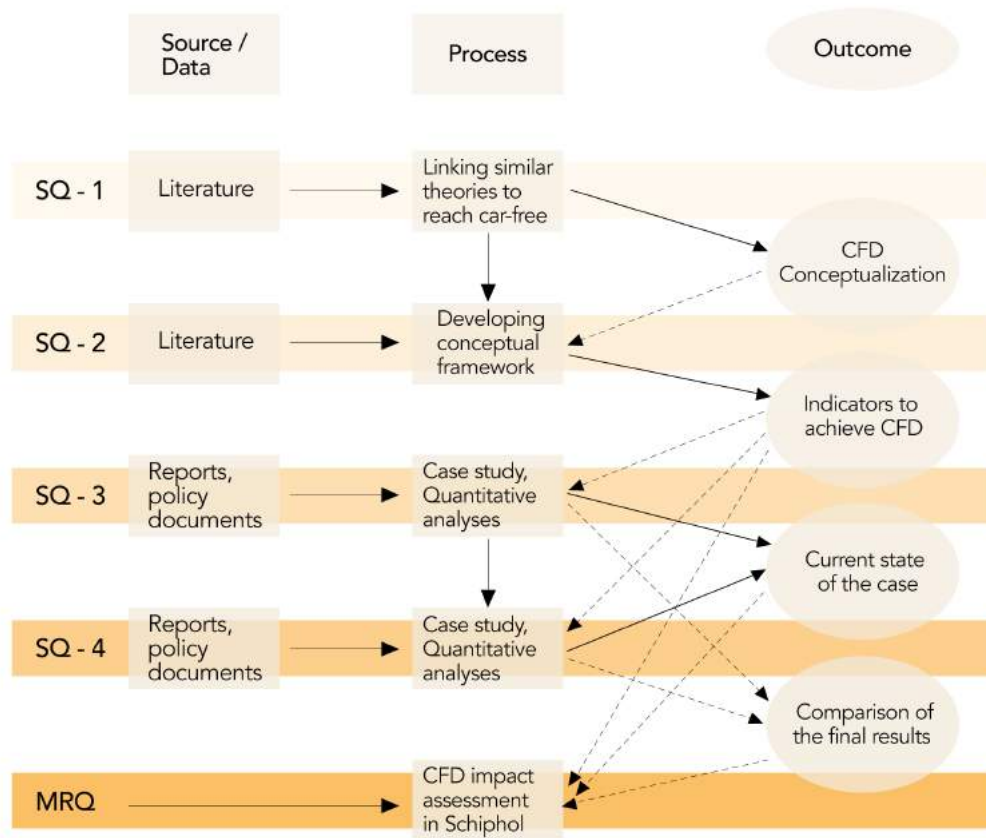 Source /
Data
Process
Outcome
SQ - 1
Literature
Linking similar
theories to
reach car-free
CFD
Conceptualization
SQ - 2
Literature
Developing
conceptual
framework
Indicators to
achieve CFD
SQ - 3
Reports,
policy
documents
Case study,
Quantitative
analyses
Current state
of the case
SQ - 4
Reports,
policy
documents
Case study,
Quantitative
analyses
Comparison of
the final results
MRQ
CFD impact
assessment
in Schiphol